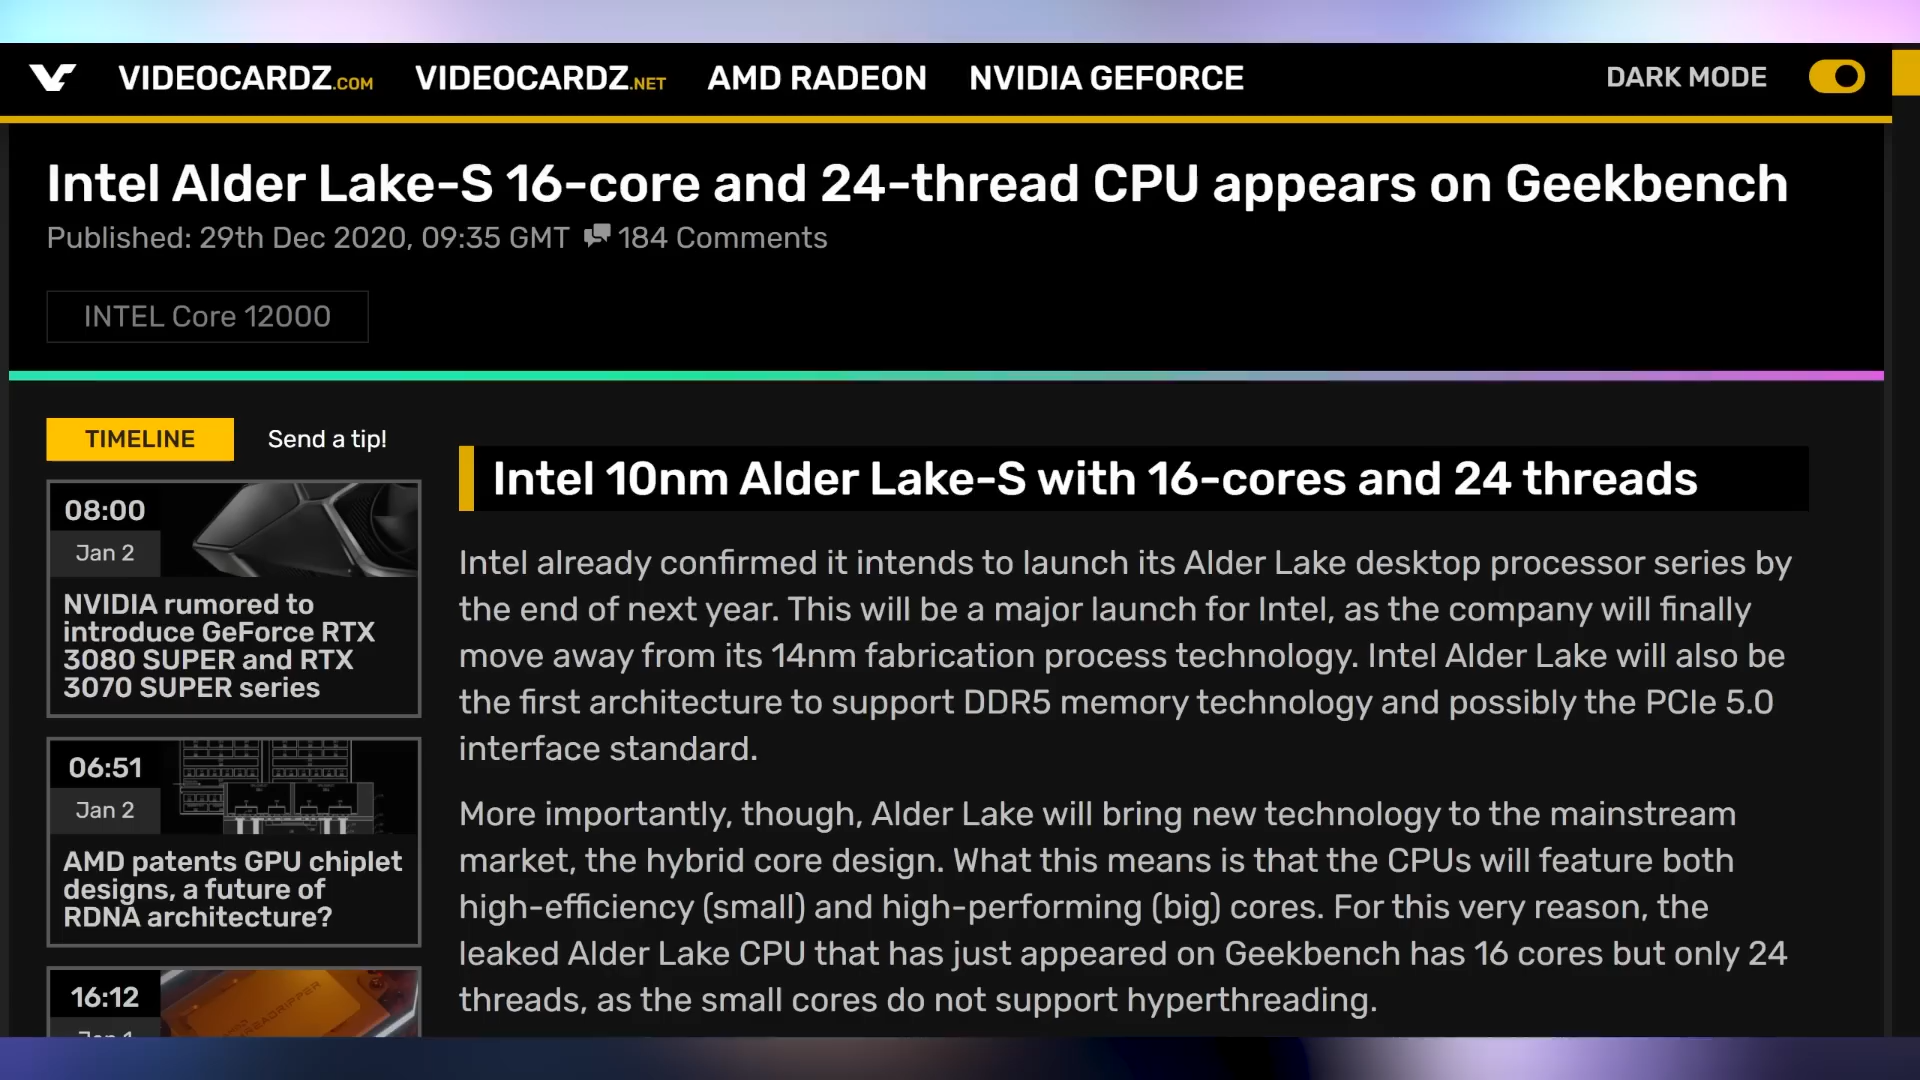 VIDEOCARDZ.COM VIDEOCARDZ.NET AMD RADEON NVIDIA GEFORCE DARK MODE
Intel Alder Lake-S 16-core and 24-thread CPU appears on Geekbench
Published: 29th Dec 2020, 09:35 GMT 184 Comments
INTEL Core 12000
TIMELINE Send a tip!
08:00
Jan 2
NVIDIA rumored to
introduce GeForce RTX
3080 SUPER and RTX
3070 SUPER series
06:51
Jan 2
AMD patents GPU chiplet
designs, a future of
RDNA architecture?
16:12
Jan 1
Intel 10nm Alder Lake-S with 16-cores and 24 threads
Intel already confirmed it intends to launch its Alder Lake desktop processor series by
the end of next year. This will be a major launch for Intel, as the company will finally
move away from its 14nm fabrication process technology. Intel Alder Lake will also be
the first architecture to support DDR5 memory technology and possibly the PCIe 5.0
interface standard.
More importantly, though, Alder Lake will bring new technology to the mainstream
market, the hybrid core design. What this means is that the CPUs will feature both
high-efficiency (small) and high-performing (big) cores. For this very reason, the
leaked Alder Lake CPU that has just appeared on Geekbench has 16 cores but only 24
threads, as the small cores do not support hyperthreading.